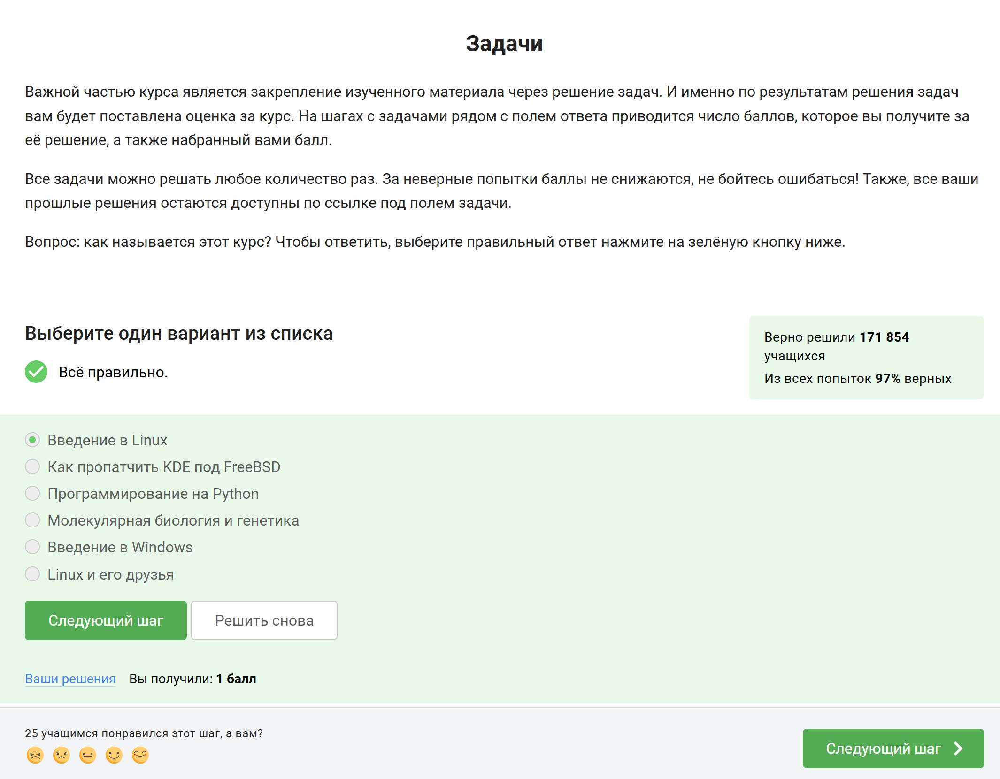 Задачи
Важной частью курса является закрепление изученного материала через решение задач. И именно по результатам решения задач
вам будет поставлена оценка за курс. На шагах с задачами рядом с полем ответа приводится число баллов, которое вы получите за
её решение, а также набранный вами балл.
Все задачи можно решать любое количество раз. За неверные попытки баллы не снижаются, не бойтесь ошибаться! Также, все ваши
прошлые решения остаются доступны по ссылке под полем задачи.
Вопрос: как называется этот курс? Чтобы ответить, выберите правильный ответ нажмите на зелёную кнопку ниже.
Выберите один вариант из списка
Всё правильно.
Верно решили 171 854
учащихся
Из всех попыток 97% верных
Введение в Linux
Как пропатчить KDE под FreeBSD
Программирование на Python
Молекулярная биология и генетика
Введение в Windows
Linux и его друзья
Следующий шаг Решить снова
Ваши решения Вы получили: 1 балл
25 учащимся понравился этот шаг, а вам?
Следующий шаг